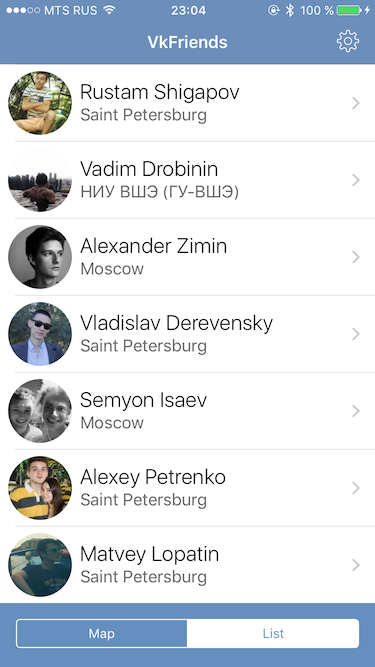 MTS RUS 23:04 100 %
VkFriends
Rustam Shigapov
Saint Petersburg
Vadim Drobinin
НИУ ВШЭ (ГУ-ВШЭ)
Alexander Zimin
Moscow
Vladislav Derevensky
Saint Petersburg
Semyon Isaev
Moscow
Alexey Petrenko
Saint Petersburg
Matvey Lopatin
Saint Petersburg
Map List